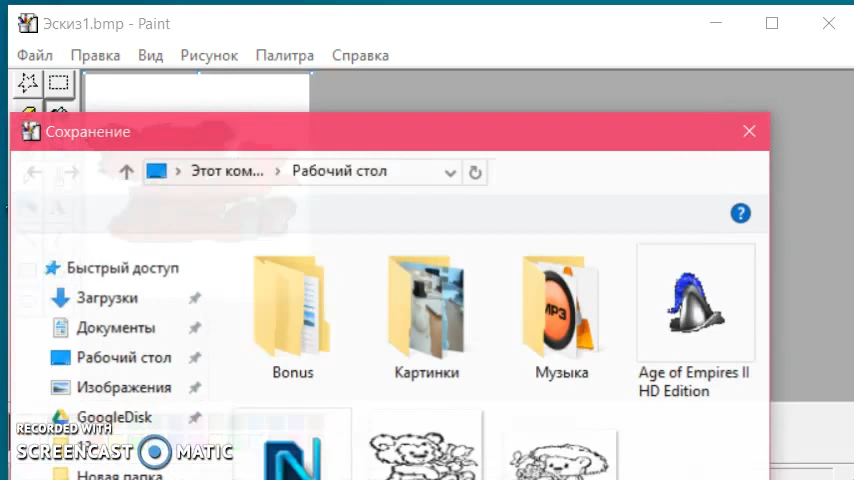 Эскиз1.bmp - Paint
Файл Правка Вид Рисунок Палитра Справка
Сохранение
Этот ком... Рабочий стол
Быстрый доступ
Загрузки
Документы
Рабочий стол
Изображения
GoogleDisk
12
Новая папка
Bonus
Картинки
MP3
Музыка
Age of Empires II
HD Edition
RECORDED WITH
SCREENCAST MATIC